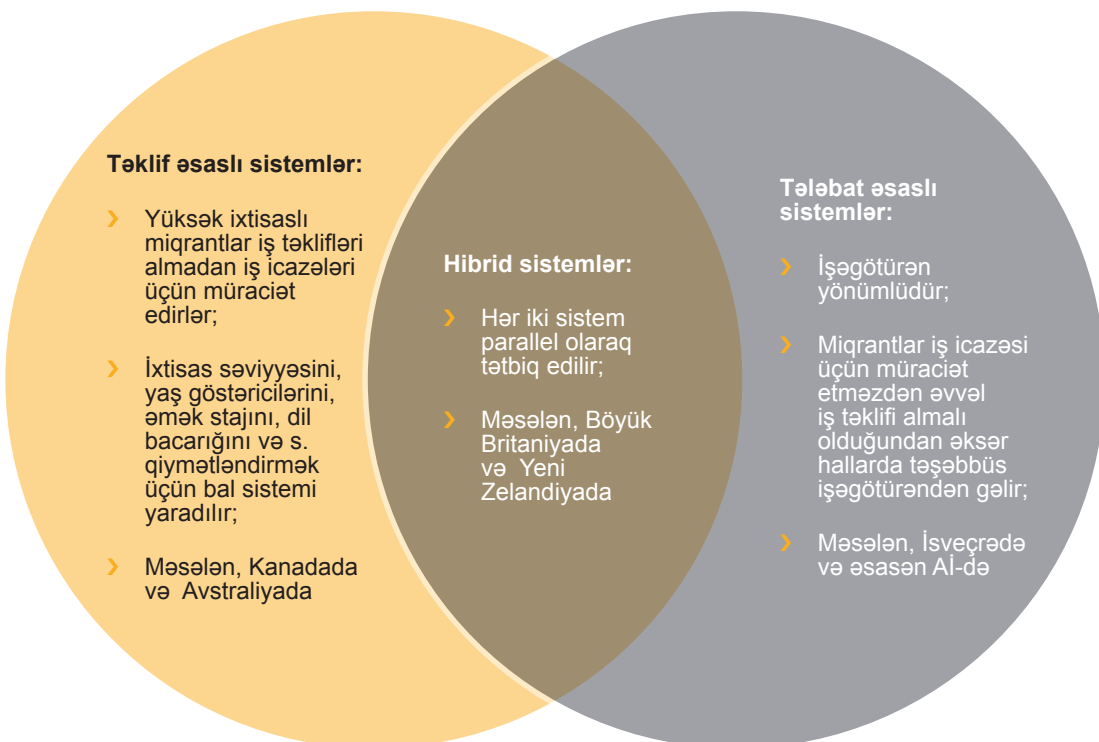 Təklif əsaslı sistemlər:
› Yüksək ixtisaslı
miqrantlar iş təklifləri
almadan iş icazələri
üçün müraciət
edirlər;
› İxtisas səviyyəsini,
yaş göstəricilərini,
əmək stajını, dil
bacarığını və s.
qiymətləndirmək
üçün bal sistemi
yaradılır;
› Məsələn, Kanadada
və Avstraliyada
Hibrid sistemlər:
› Hər iki sistem
parallel olaraq
tətbiq edilir;
› Məsələn, Böyük
Britaniyada
və Yeni
Zelandiyada
Tələbat əsaslı
sistemlər:
› İşəgötürən
yönümlüdür;
› Miqrantlar iş icazəsi
üçün müraciət
etməzdən əvvəl
iş təklifi almalı
olduğundan əksər
hallarda təşəbbüs
işəgötürəndən gəlir;
› Məsələn, İsveçrədə
və əsasən Aİ-də